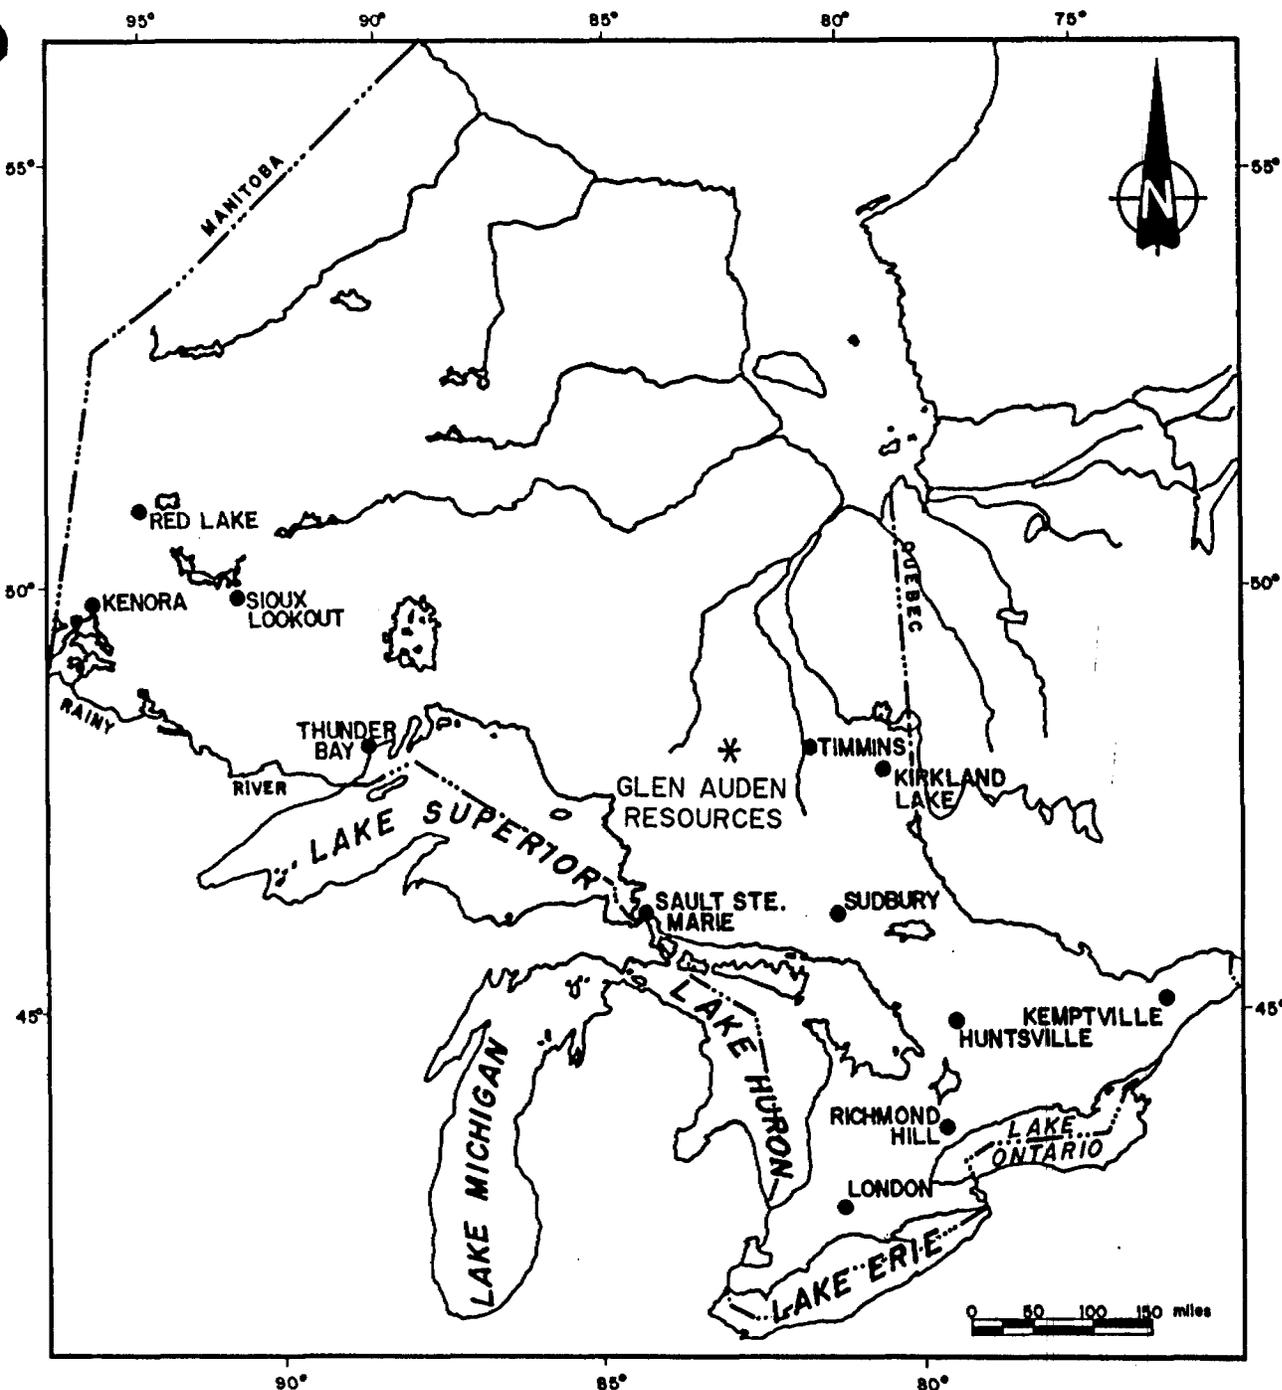 95° 90° 85° 80° 75°
55° 55°
N
MANITOBA
RED LAKE
QUEBEC
50° 50°
KENORA
SIOUX
LOOKOUT
RAINY
RIVER
THUNDER
BAY
TIMMINS
GLEN AUDEN
RESOURCES
KIRKLAND
LAKE
LAKE SUPERIOR
SAULT STE.
MARIE
SUDBURY
45° 45°
LAKE HURON
KEMPTVILLE
HUNTSVILLE
LAKE MICHIGAN
RICHMOND
HILL
LAKE
ONTARIO
LONDON
LAKE ERIE
0 50 100 150 miles
90° 85° 80°